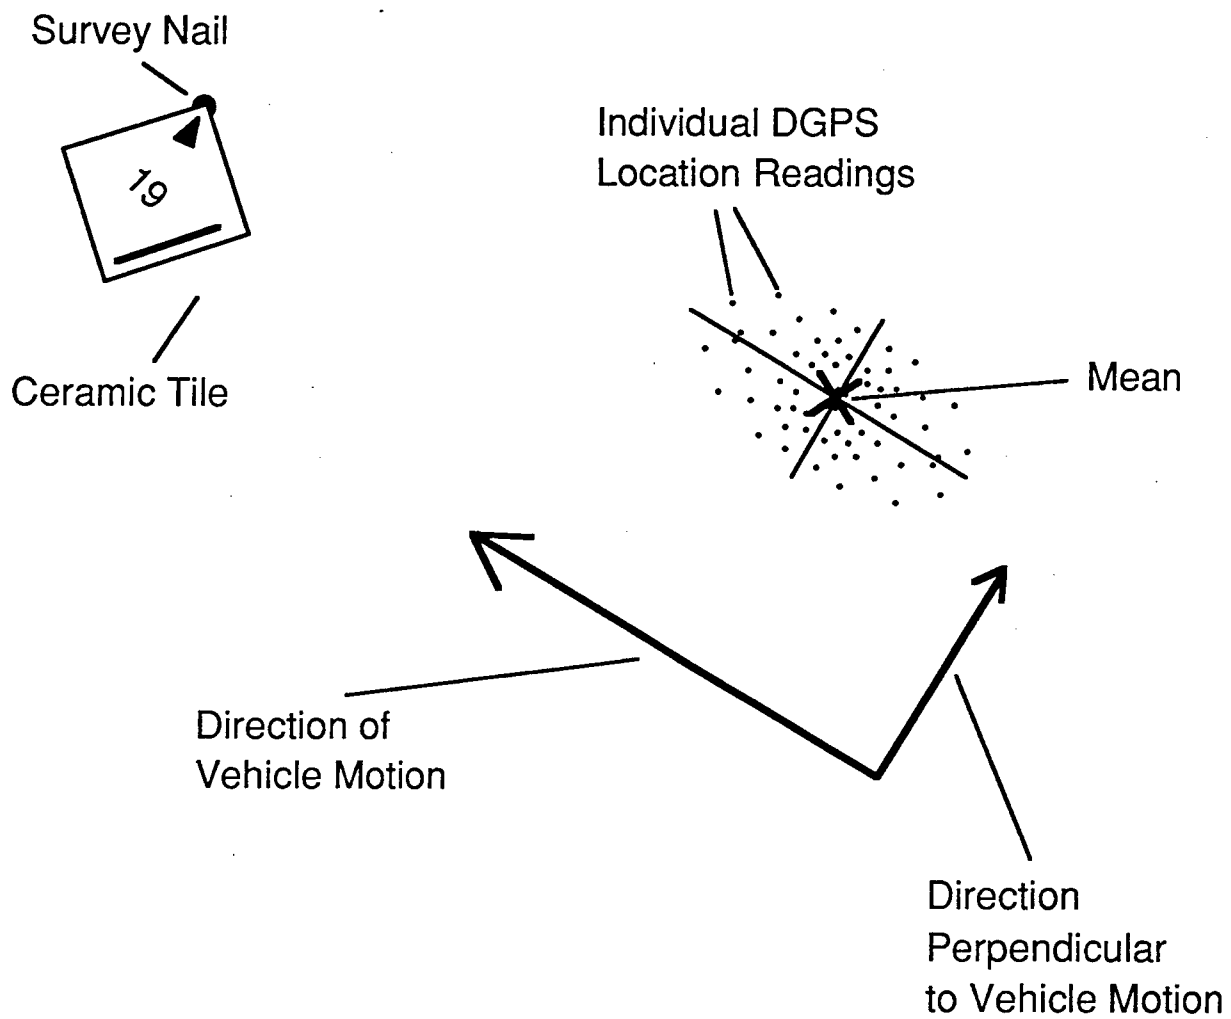 Survey Nail
19
Ceramic Tile
Individual DGPS
Location Readings
Mean
Direction of
Vehicle Motion
Direction
Perpendicular
to Vehicle Motion